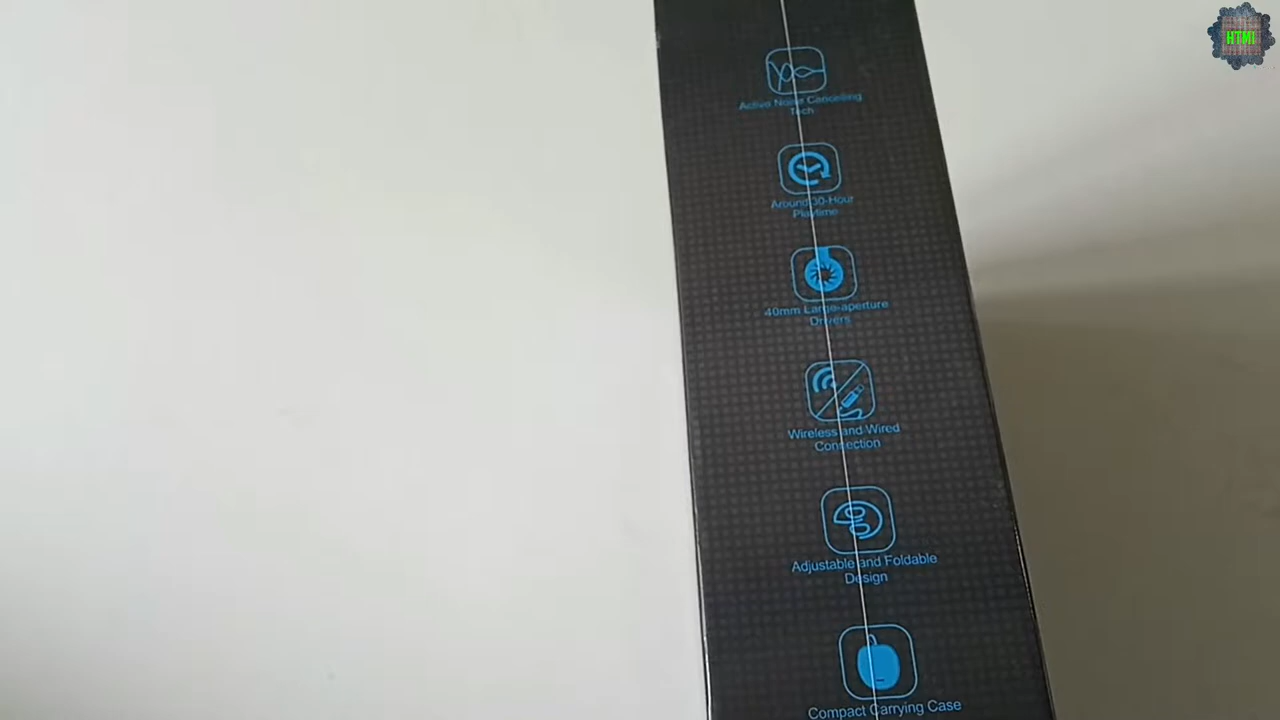 HTMI
Active Noise Cancelling
Tech
Around 30-Hour
Playtime
40mm Large-aperture
Drivers
Wireless and Wired
Connection
Adjustable and Foldable
Design
Compact Carrying Case